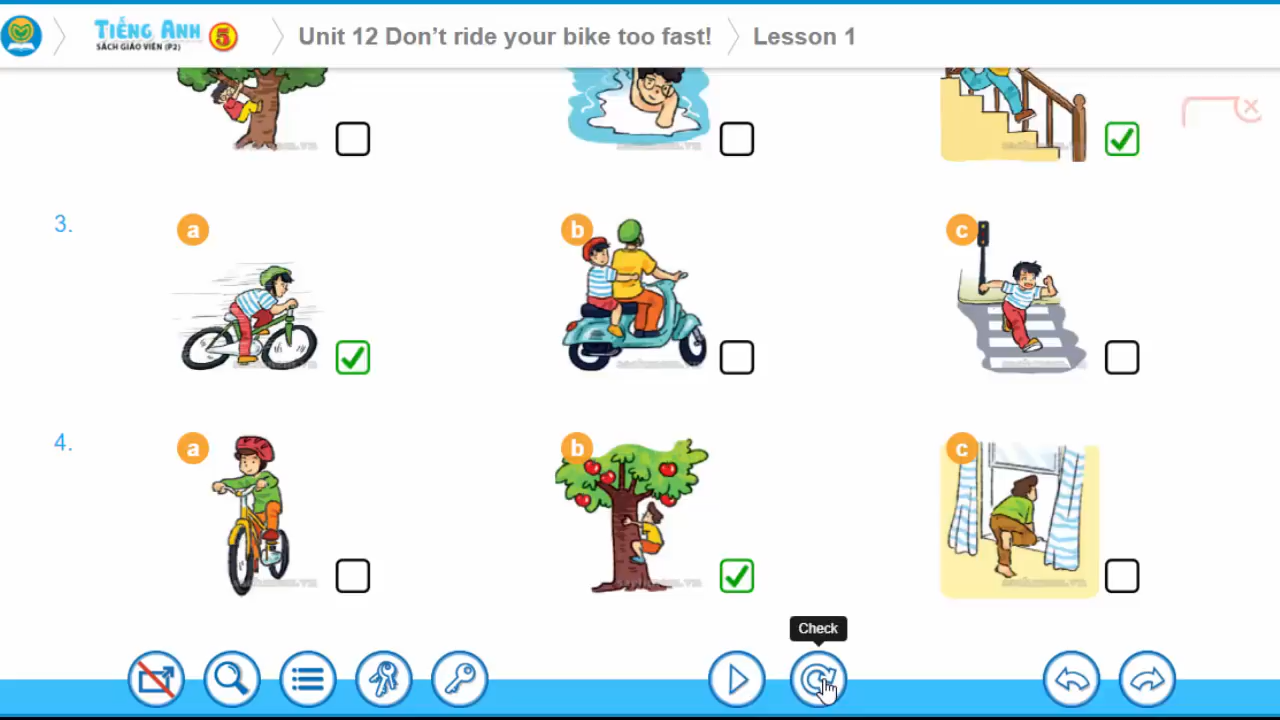 TIẾNG ANH 5
SÁCH GIÁO VIÊN (P2)
Unit 12 Don't ride your bike too fast!
Lesson 1
3.
a
b
c
4.
a
b
c
Check